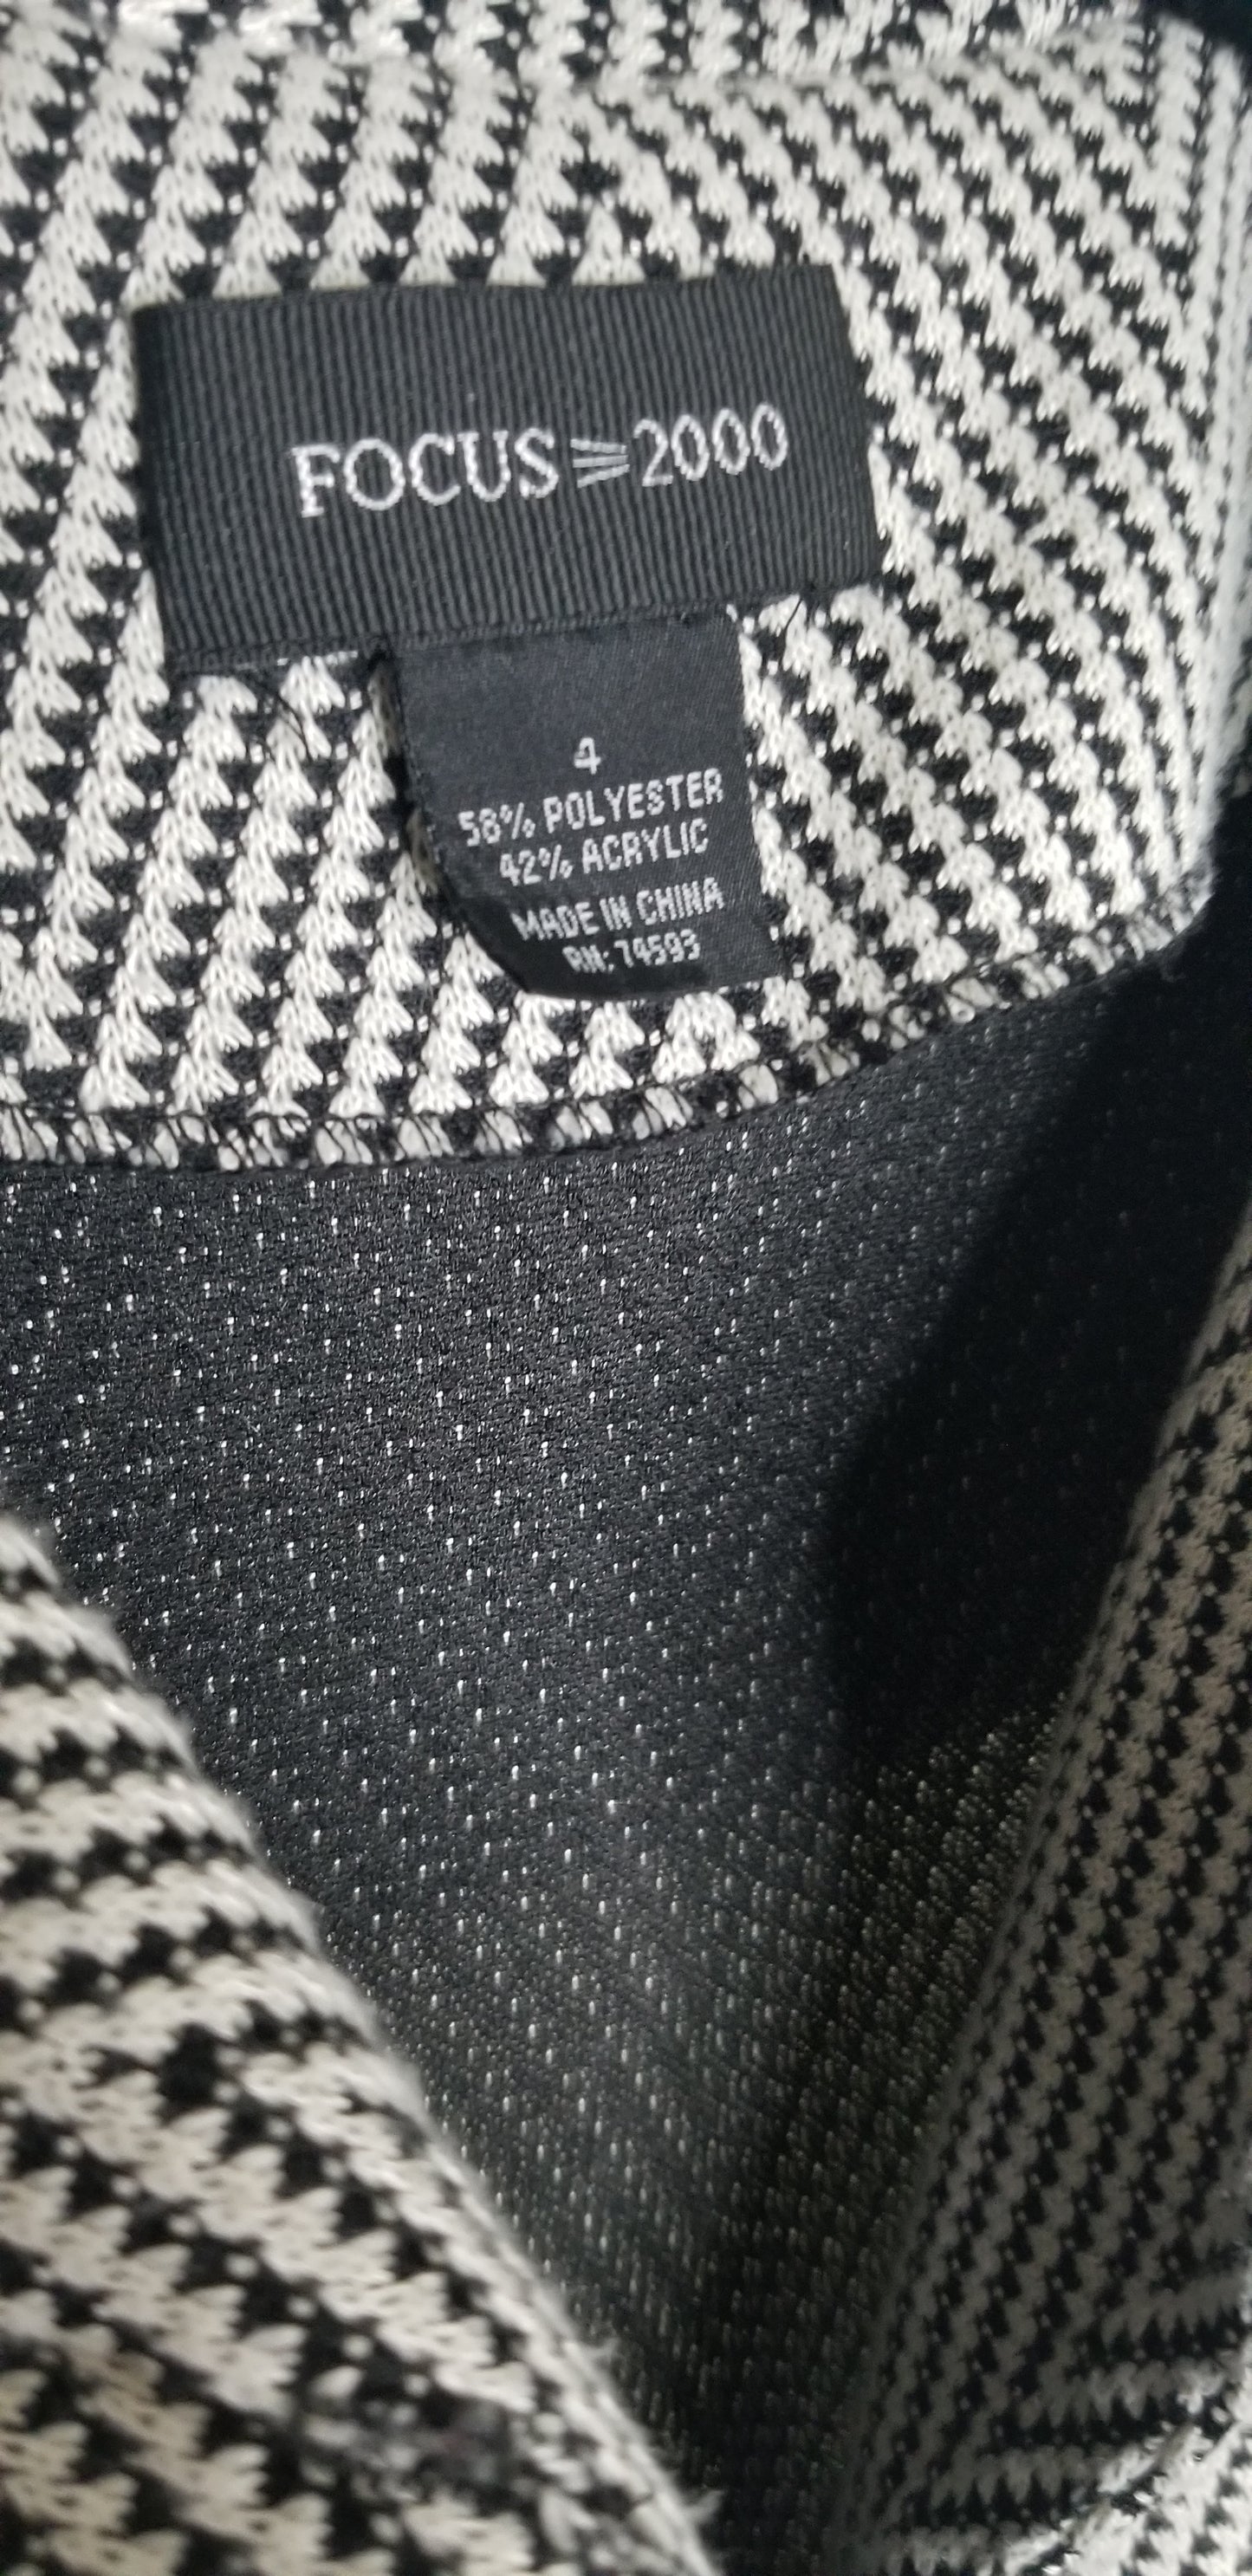 FOCUS 2000
4
58% POLYESTER
42% ACRYLIC
MADE IN CHINA
RN: 74593